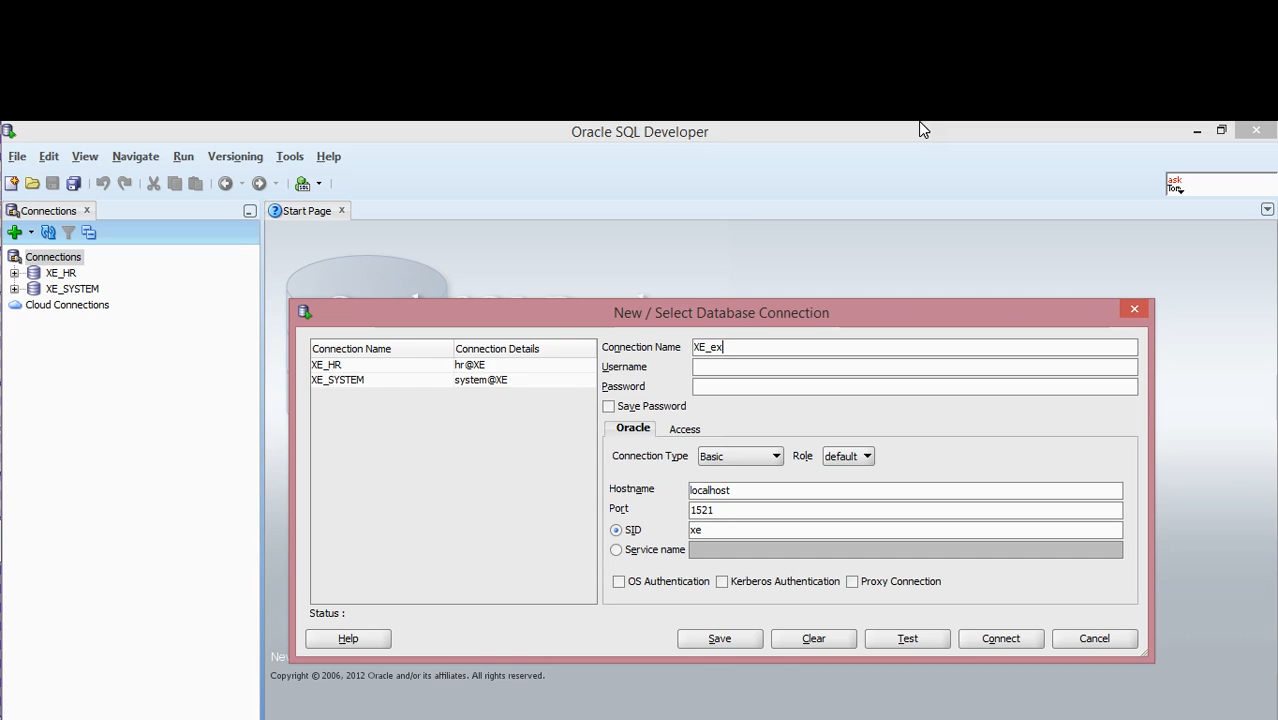 Oracle SQL Developer
File Edit View Navigate Run Versioning Tools Help
ask
Connections
Start Page
Connections
XE_HR
XE_SYSTEM
Cloud Connections
New / Select Database Connection
Connection Name Connection Details
XE_HR hr@XE
XE_SYSTEM system@XE
Connection Name XE_ex
Username
Password
Save Password
Oracle Access
Connection Type Basic Role default
Hostname localhost
Port 1521
SID xe
Service name
OS Authentication Kerberos Authentication Proxy Connection
Status :
Help Save Clear Test Connect Cancel
Copyright © 2006, 2012 Oracle and/or its affiliates. All rights reserved.